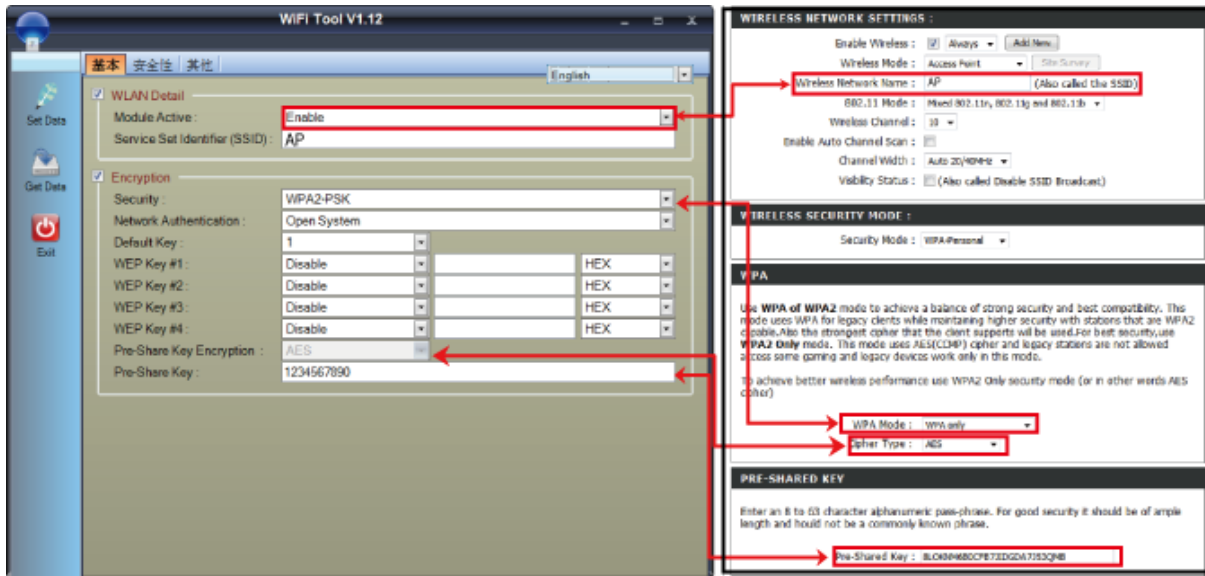 WiFi Tool V1.12
基本 安全性 其他
English
Set Data
Get Data
Exit
WLAN Detail
Module Active : Enable
Service Set Identifier (SSID) : AP
Encryption
Security : WPA2-PSK
Network Authentication : Open System
Default Key : 1
WEP Key #1 : Disable HEX
WEP Key #2 : Disable HEX
WEP Key #3 : Disable HEX
WEP Key #4 : Disable HEX
Pre-Share Key Encryption : AES
Pre-Share Key : 1234567890
WIRELESS NETWORK SETTINGS :
Enable Wireless : Always Add New
Wireless Mode : Access Point Site Survey
Wireless Network Name : AP (Also called the SSID)
802.11 Mode : Mixed 802.11n, 802.11g and 802.11b
Wireless Channel : 10
Enable Auto Channel Scan :
Channel Width : Auto 20/40MHz
Visibility Status : (Also called Disable SSID Broadcast)
WIRELESS SECURITY MODE :
Security Mode : WPA-Personal
WPA
Use WPA of WPA2 mode to achieve a balance of strong security and best compatibility. This
mode uses WPA for legacy clients while maintaining higher security with stations that are WPA2
capable.Also the strongest cipher that the client supports will be used.For best security,use
WPA2 Only mode. This mode uses AES(CCMP) cipher and legacy stations are not allowed
access some gaming and legacy devices work only in this mode.
To achieve better wireless performance use WPA2 Only security mode (or in other words AES
cipher)
WPA Mode : WPA only
Cipher Type : AES
PRE-SHARED KEY
Enter an 8 to 63 character alphanumeric pass-phrase. For good security it should be of ample
length and hould not be a commonly known phrase.
Pre-Shared Key :